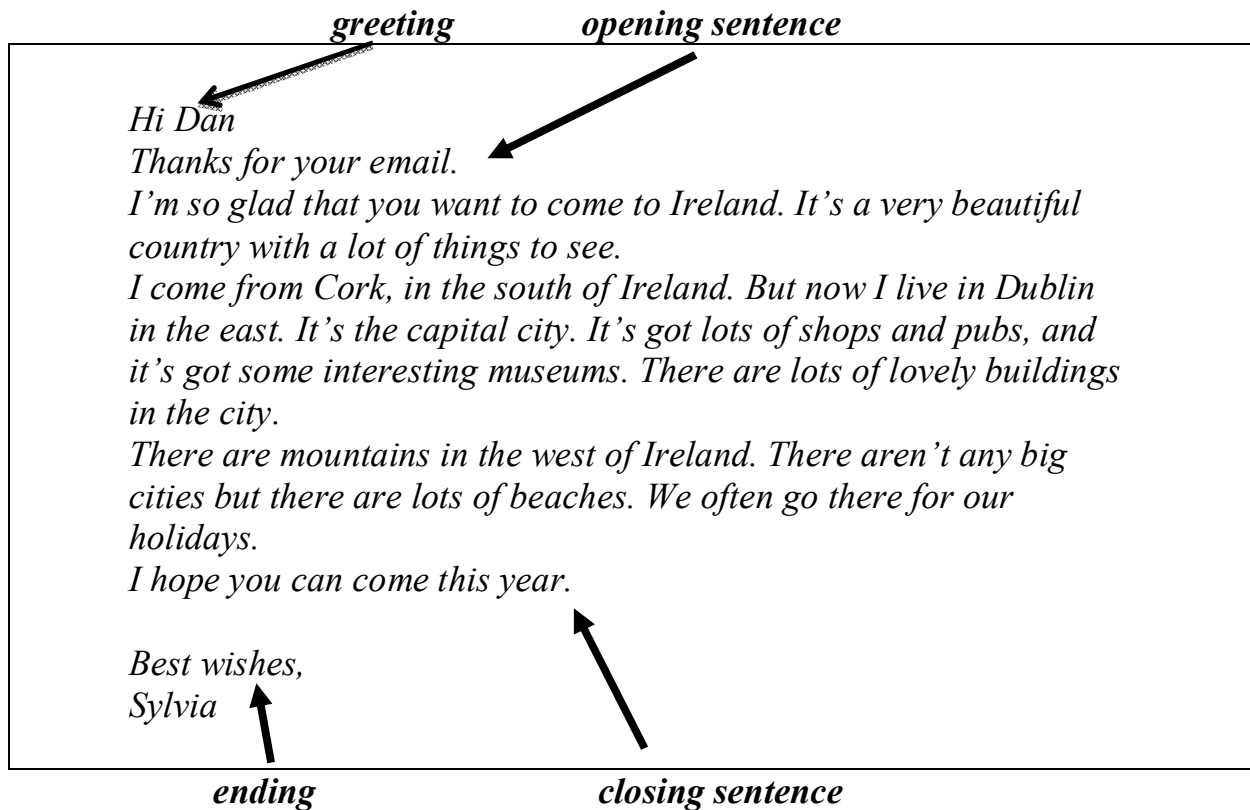 greeting opening sentence
Hi Dan
Thanks for your email.
I’m so glad that you want to come to Ireland. It’s a very beautiful
country with a lot of things to see.
I come from Cork, in the south of Ireland. But now I live in Dublin
in the east. It’s the capital city. It’s got lots of shops and pubs, and
it’s got some interesting museums. There are lots of lovely buildings
in the city.
There are mountains in the west of Ireland. There aren’t any big
cities but there are lots of beaches. We often go there for our
holidays.
I hope you can come this year.
Best wishes,
Sylvia
ending closing sentence